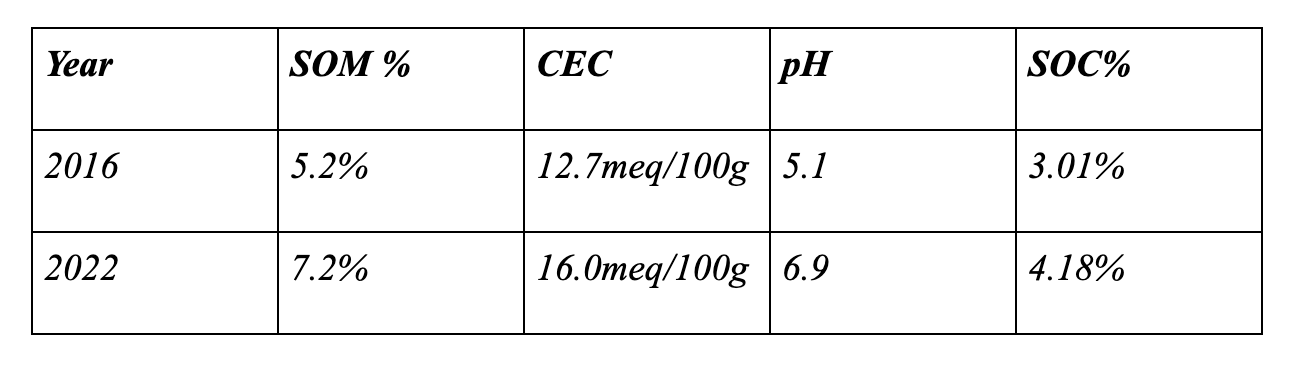 Year SOM % CEC pH SOC%
2016 5.2% 12.7meq/100g 5.1 3.01%
2022 7.2% 16.0meq/100g 6.9 4.18%